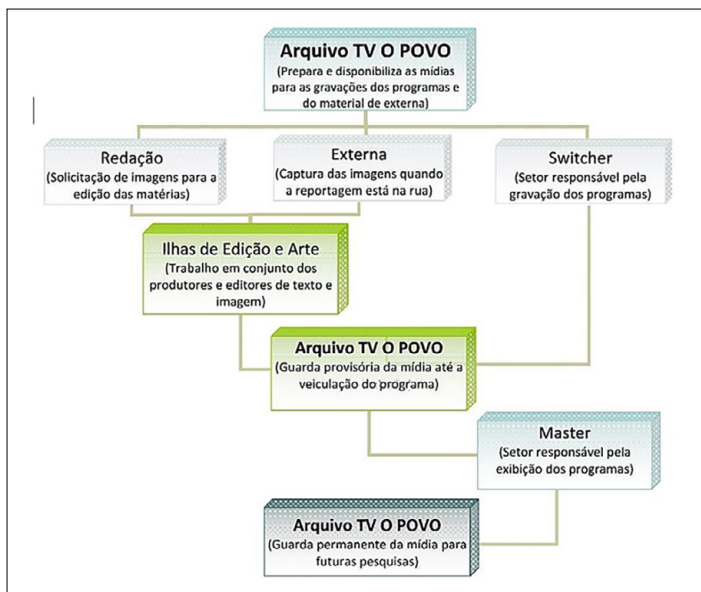 Arquivo TV O POVO
(Prepara e disponibiliza as mídias
para as gravações dos programas e
do material de externa)
Redação
(Solicitação de imagens para a
edição das matérias)
Externa
(Captura das imagens quando
a reportagem está na rua)
Switcher
(Setor responsável pela
gravação dos programas)
Ilhas de Edição e Arte
(Trabalho em conjunto dos
produtores e editores de texto e
imagem)
Arquivo TV O POVO
(Guarda provisória da mídia até a
veiculação do programa)
Master
(Setor responsável pela
exibição dos programas)
Arquivo TV O POVO
(Guarda permanente da mídia para
futuras pesquisas)